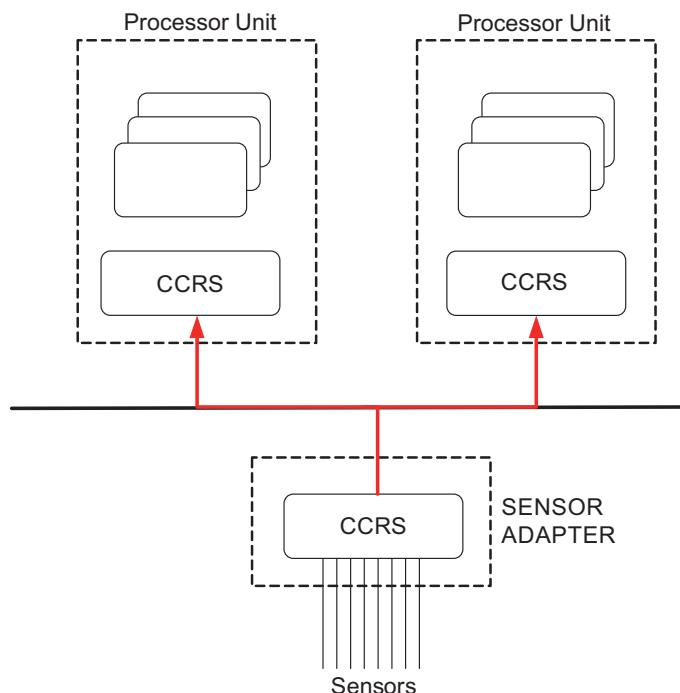 Processor Unit
Processor Unit
CCRS
CCRS
CCRS
SENSOR
ADAPTER
Sensors